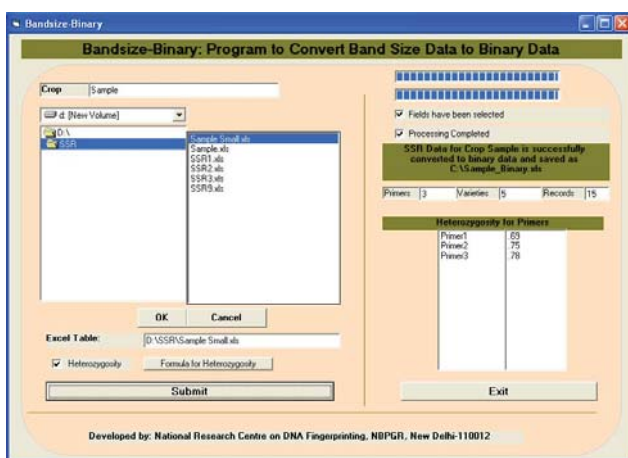 Bandsize-Binary
Bandsize-Binary: Program to Convert Band Size Data to Binary Data
Crop Sample
d: [New Volume]
D:\
SSR
Sample Small.xls
Sample.xls
SSR1.xls
SSR2.xls
SSR3.xls
SSR9.xls
OK Cancel
Excel Table: D:\SSR\Sample Small.xls
Heterozygosity Formula for Heterozygosity
Submit
Fields have been selected
Processing Completed
SSR Data for Crop Sample is successfully
converted to binary data and saved as
C:\Sample_Binary.xls
Primers 3 Varieties 5 Records 15
Heterozygosity for Primers
Primer1 .69
Primer2 .75
Primer3 .78
Exit
Developed by: National Research Centre on DNA Fingerprinting, NBPGR, New Delhi-110012